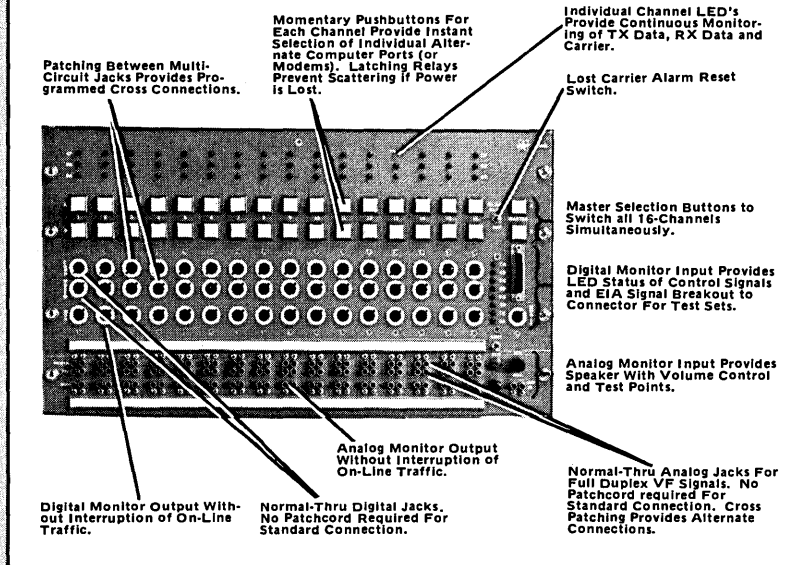 Momentary Pushbuttons For
Each Channel Provide Instant
Selection of Individual Alter-
nate Computer Ports (or
Modems). Latching Relays
Prevent Scattering if Power
is Lost.
Individual Channel LED's
Provide Continuous Monitor-
ing of TX Data, RX Data and
Carrier.
Patching Between Multi-
Circuit Jacks Provides Pro-
grammed Cross Connections.
Lost Carrier Alarm Reset
Switch.
Master Selection Buttons to
Switch all 16-Channels
Simultaneously.
Digital Monitor Input Provides
LED Status of Control Signals
and EIA Signal Breakout to
Connector For Test Sets.
Analog Monitor Input Provides
Speaker With Volume Control
and Test Points.
Analog Monitor Output
Without Interruption of
On-Line Traffic.
Digital Monitor Output With-
out Interruption of On-Line
Traffic.
Normal-Thru Digital Jacks.
No Patchcord Required For
Standard Connection.
Normal-Thru Analog Jacks For
Full Duplex VF Signals. No
Patchcord required For
Standard Connection. Cross
Patching Provides Alternate
Connections.